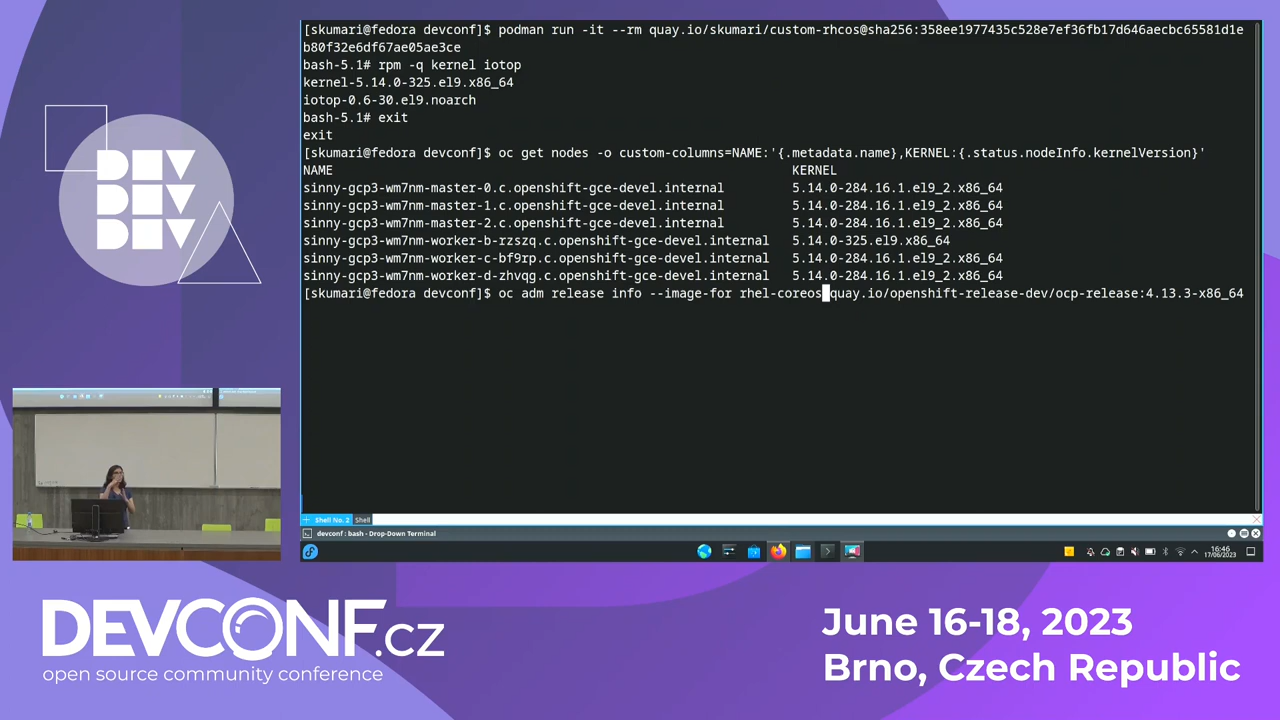 [skumari@fedora devconf]$ podman run -it --rm quay.io/skumari/custom-rhcos@sha256:358ee1977435c528e7ef36fb17d646aecbc65581d1e
b80f32e6df67ae05ae3ce
bash-5.1# rpm -q kernel iotop
kernel-5.14.0-325.el9.x86_64
iotop-0.6-30.el9.noarch
bash-5.1# exit
exit
[skumari@fedora devconf]$ oc get nodes -o custom-columns=NAME:'{.metadata.name},KERNEL:{.status.nodeInfo.kernelVersion}'
NAME KERNEL
sinny-gcp3-wm7nm-master-0.c.openshift-gce-devel.internal 5.14.0-284.16.1.el9_2.x86_64
sinny-gcp3-wm7nm-master-1.c.openshift-gce-devel.internal 5.14.0-284.16.1.el9_2.x86_64
sinny-gcp3-wm7nm-master-2.c.openshift-gce-devel.internal 5.14.0-284.16.1.el9_2.x86_64
sinny-gcp3-wm7nm-worker-b-rzszq.c.openshift-gce-devel.internal 5.14.0-325.el9.x86_64
sinny-gcp3-wm7nm-worker-c-bf9rp.c.openshift-gce-devel.internal 5.14.0-284.16.1.el9_2.x86_64
sinny-gcp3-wm7nm-worker-d-zhvqg.c.openshift-gce-devel.internal 5.14.0-284.16.1.el9_2.x86_64
[skumari@fedora devconf]$ oc adm release info --image-for rhel-coreos quay.io/openshift-release-dev/ocp-release:4.13.3-x86_64
Shell No. 2 Shell
devconf : bash - Drop-Down Terminal
16:46
17/06/2023
DEV
DEV
DEV
DEVCONF.cz
open source community conference
June 16-18, 2023
Brno, Czech Republic